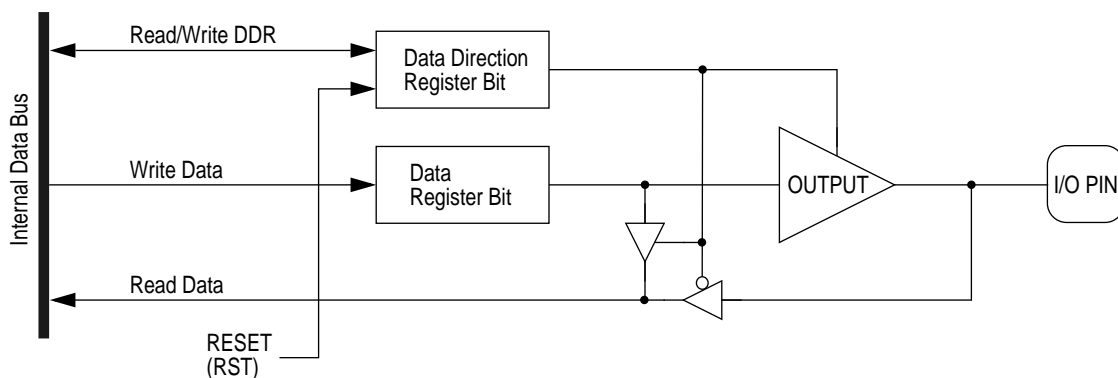 Read/Write DDR
Data Direction
Register Bit
Internal Data Bus
Write Data
Data
Register Bit
OUTPUT
I/O PIN
Read Data
RESET
(RST)